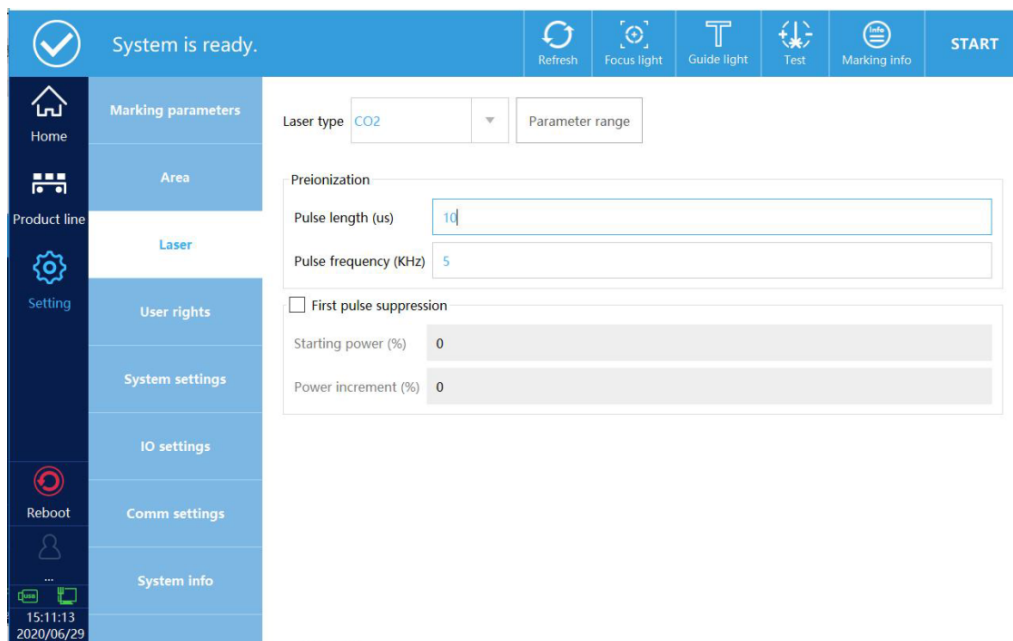 System is ready.
Refresh
Focus light
Guide light
Test
Info
Marking info
START
Home
Product line
Setting
Reboot
...
USB
15:11:13
2020/06/29
Marking parameters
Area
Laser
User rights
System settings
IO settings
Comm settings
System info
Laser type CO2 Parameter range
Preionization
Pulse length (us) 10
Pulse frequency (KHz) 5
First pulse suppression
Starting power (%) 0
Power increment (%) 0